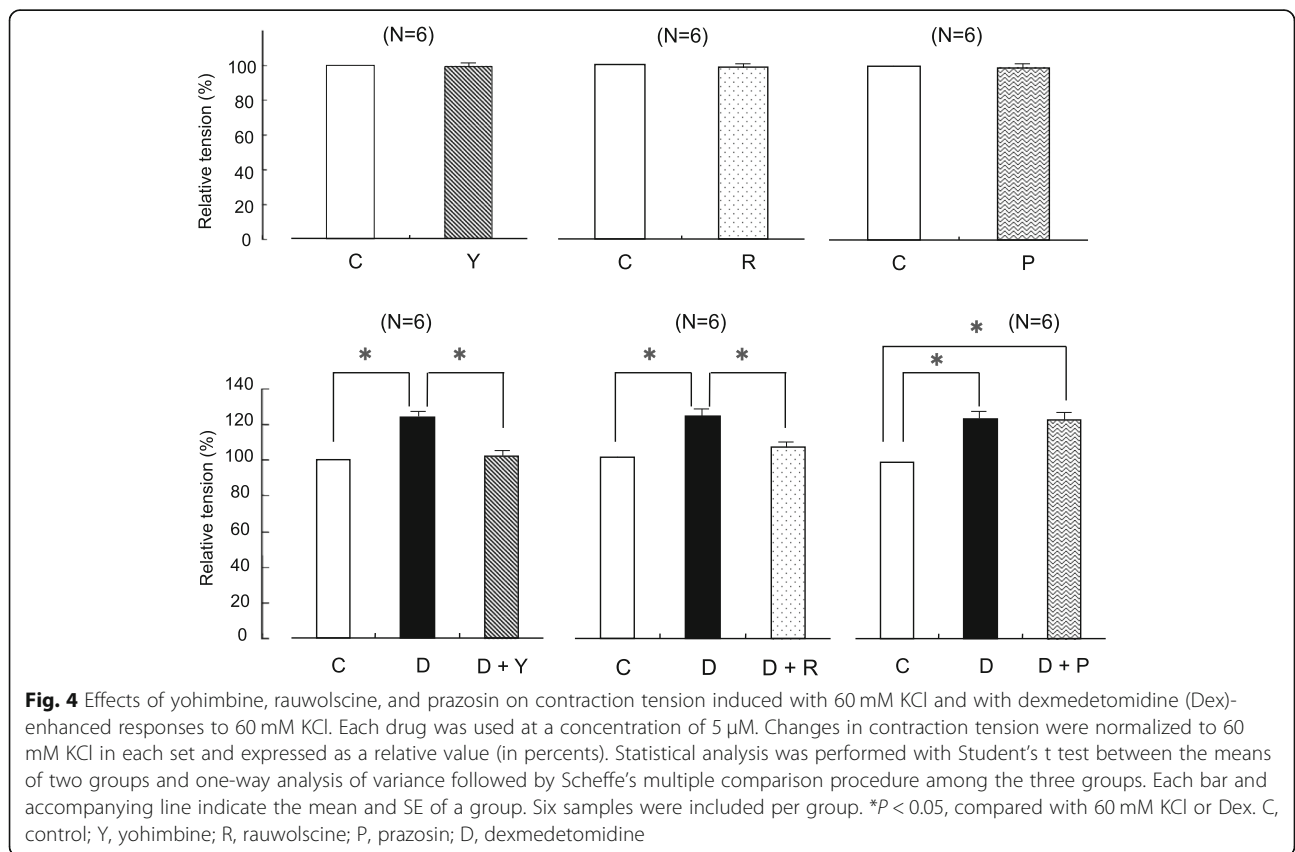 (N=6) (N=6) (N=6)
Relative tension (%)
100
80
60
40
20
0
C Y C R C P
(N=6) (N=6) * (N=6)
* * * * *
Relative tension (%)
140
120
100
80
60
40
20
0
C D D + Y C D D + R C D D + P
Fig. 4 Effects of yohimbine, rauwolscine, and prazosin on contraction tension induced with 60 mM KCl and with dexmedetomidine (Dex)-
enhanced responses to 60 mM KCl. Each drug was used at a concentration of 5 μM. Changes in contraction tension were normalized to 60
mM KCl in each set and expressed as a relative value (in percents). Statistical analysis was performed with Student's t test between the means
of two groups and one-way analysis of variance followed by Scheffe's multiple comparison procedure among the three groups. Each bar and
accompanying line indicate the mean and SE of a group. Six samples were included per group. *P < 0.05, compared with 60 mM KCl or Dex. C,
control; Y, yohimbine; R, rauwolscine; P, prazosin; D, dexmedetomidine